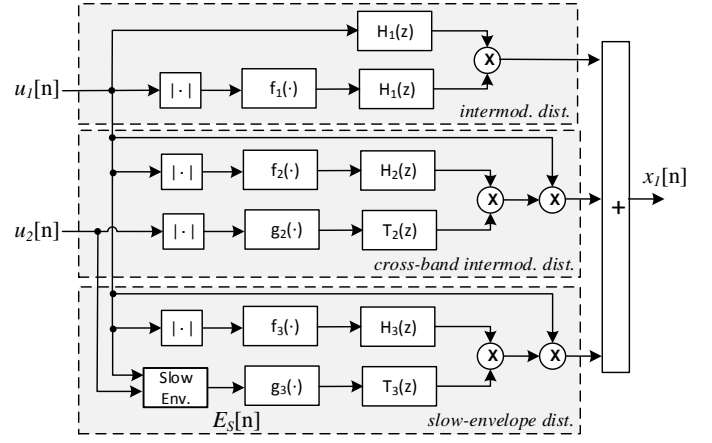 H₁(z)
X
u₁[n]
| · |
f₁(·)
H₁(z)
intermod. dist.
| · |
f₂(·)
H₂(z)
X
X
x₁[n]
+
u₂[n]
| · |
g₂(·)
T₂(z)
cross-band intermod. dist.
| · |
f₃(·)
H₃(z)
X
X
Slow
Env.
g₃(·)
T₃(z)
E_S[n]
slow-envelope dist.